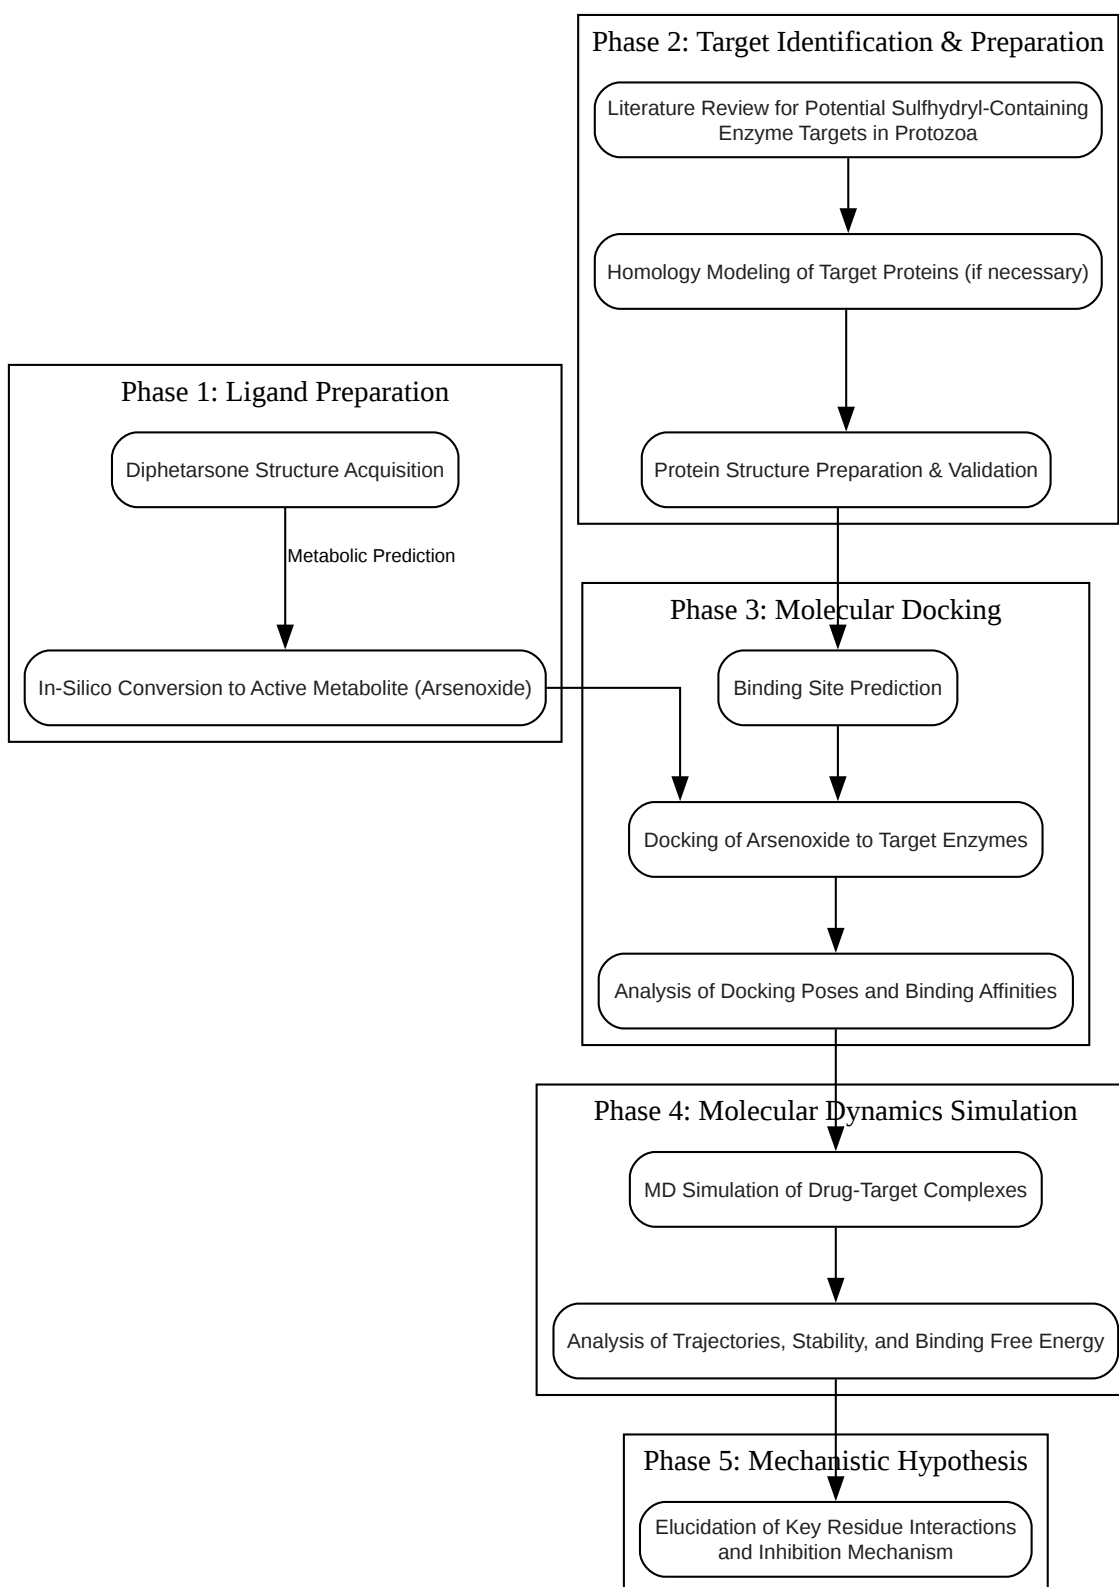 Phase 2: Target Identification & Preparation
Literature Review for Potential Sulfhydryl-Containing
Enzyme Targets in Protozoa
Homology Modeling of Target Proteins (if necessary)
Protein Structure Preparation & Validation
Phase 1: Ligand Preparation
Diphetarsone Structure Acquisition
Metabolic Prediction
In-Silico Conversion to Active Metabolite (Arsenoxide)
Phase 3: Molecular Docking
Binding Site Prediction
Docking of Arsenoxide to Target Enzymes
Analysis of Docking Poses and Binding Affinities
Phase 4: Molecular Dynamics Simulation
MD Simulation of Drug-Target Complexes
Analysis of Trajectories, Stability, and Binding Free Energy
Phase 5: Mechanistic Hypothesis
Elucidation of Key Residue Interactions
and Inhibition Mechanism